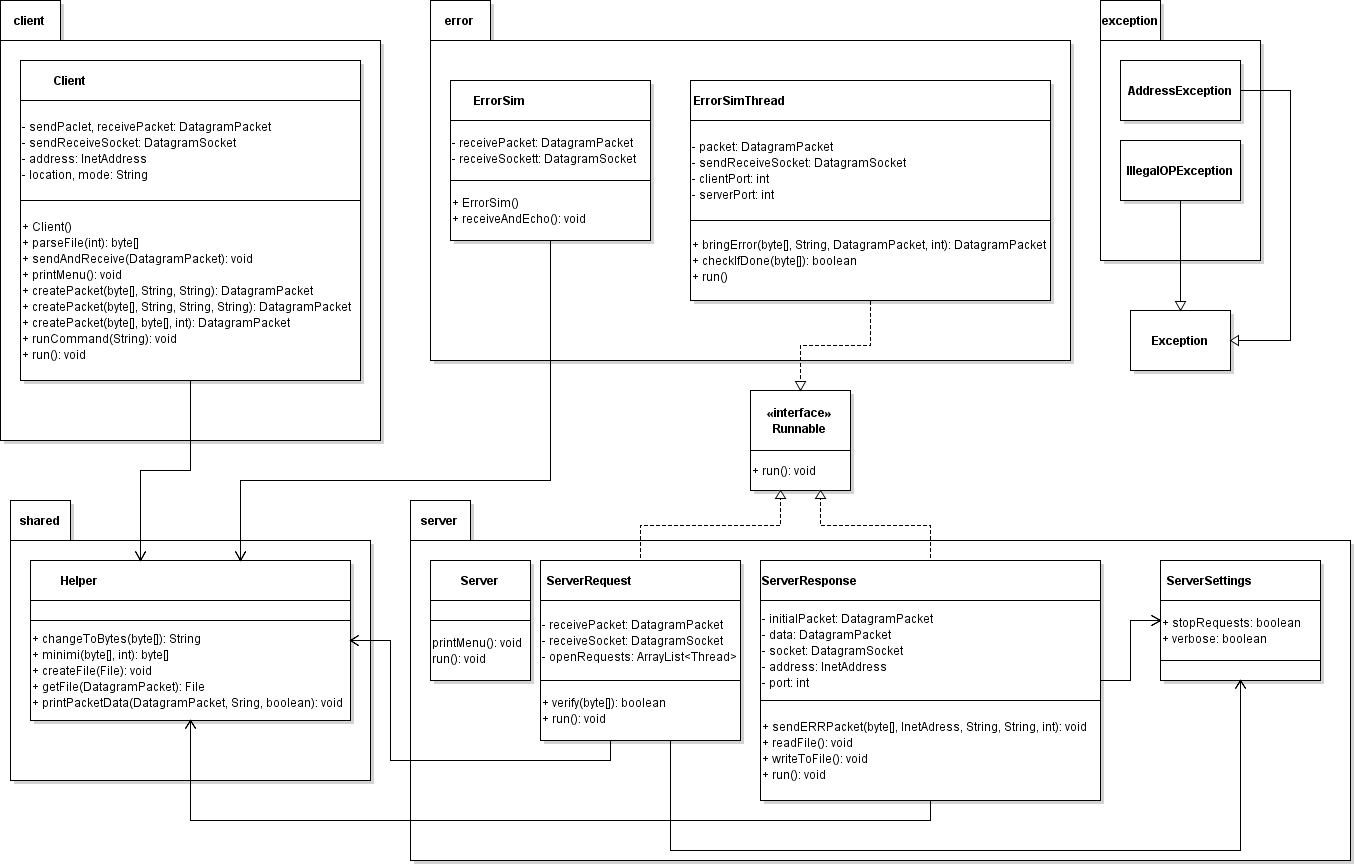 client
Client
- sendPaclet, receivePacket: DatagramPacket
- sendReceiveSocket: DatagramSocket
- address: InetAddress
- location, mode: String
+ Client()
+ parseFile(int): byte[]
+ sendAndReceive(DatagramPacket): void
+ printMenu(): void
+ createPacket(byte[], String, String): DatagramPacket
+ createPacket(byte[], String, String, String): DatagramPacket
+ createPacket(byte[], byte[], int): DatagramPacket
+ runCommand(String): void
+ run(): void
error
ErrorSim
- receivePacket: DatagramPacket
- receiveSockett: DatagramSocket
+ ErrorSim()
+ receiveAndEcho(): void
ErrorSimThread
- packet: DatagramPacket
- sendReceiveSocket: DatagramSocket
- clientPort: int
- serverPort: int
+ bringError(byte[], String, DatagramPacket, int): DatagramPacket
+ checkIfDone(byte[]): boolean
+ run()
exception
AddressException
IllegalOPException
Exception
«interface»
Runnable
+ run(): void
shared
Helper
+ changeToBytes(byte[]): String
+ minimi(byte[], int): byte[]
+ createFile(File): void
+ getFile(DatagramPacket): File
+ printPacketData(DatagramPacket, Sring, boolean): void
server
Server
printMenu(): void
run(): void
ServerRequest
- receivePacket: DatagramPacket
- receiveSocket: DatagramSocket
- openRequests: ArrayList<Thread>
+ verify(byte[]): boolean
+ run(): void
ServerResponse
- initialPacket: DatagramPacket
- data: DatagramPacket
- socket: DatagramSocket
- address: InetAddress
- port: int
+ sendERRPacket(byte[], InetAdress, String, String, int): void
+ readFile(): void
+ writeToFile(): void
+ run(): void
ServerSettings
+ stopRequests: boolean
+ verbose: boolean